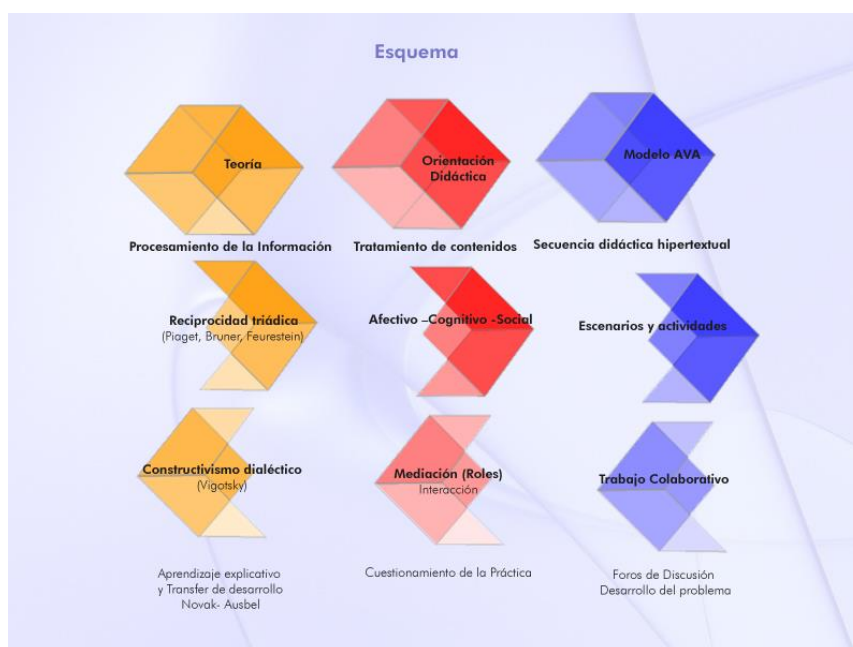 Esquema
Teoría
Orientación
Didáctica
Modelo AVA
Procesamiento de la Información
Tratamiento de contenidos
Secuencia didáctica hipertextual
Reciprocidad triádica
(Piaget, Bruner, Feurestein)
Afectivo –Cognitivo -Social
Escenarios y actividades
Constructivismo dialéctico
(Vigotsky)
Mediación (Roles)
Interacción
Trabajo Colaborativo
Aprendizaje explicativo
y Transfer de desarrollo
Novak- Ausbel
Cuestionamiento de la Práctica
Foros de Discusión
Desarrollo del problema